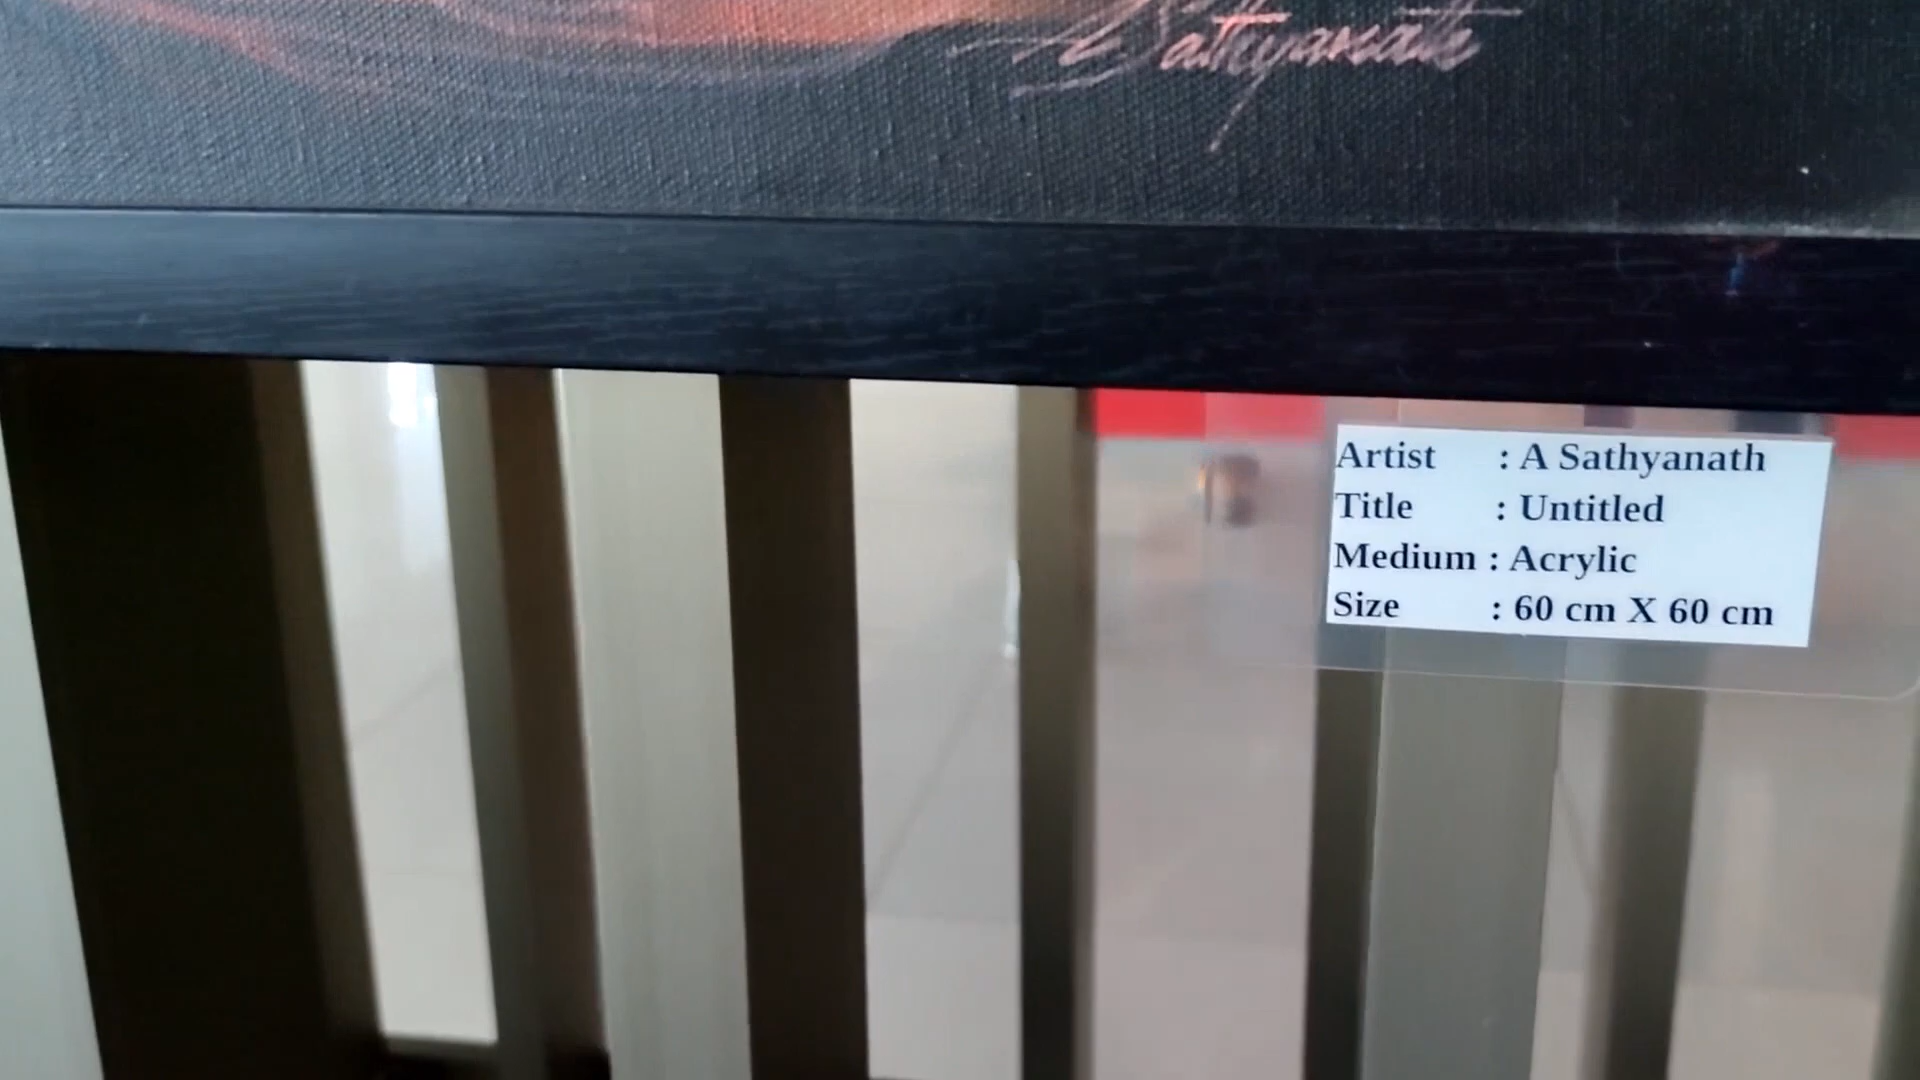 A Sathyanath
Artist : A Sathyanath
Title : Untitled
Medium : Acrylic
Size : 60 cm X 60 cm